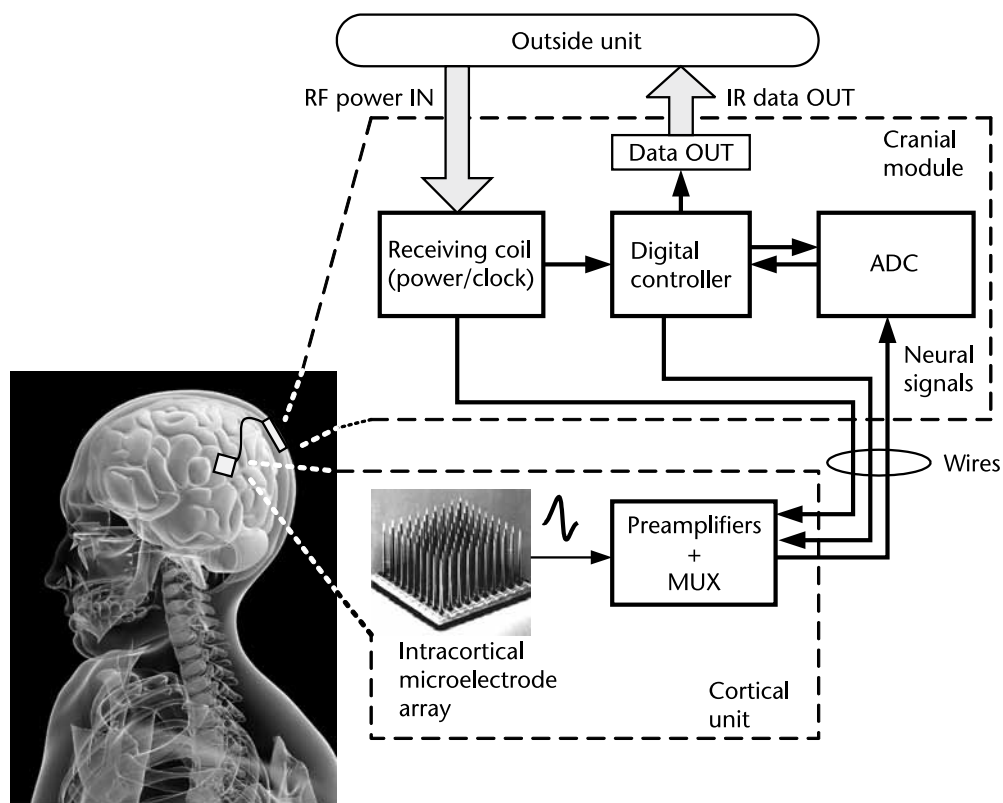 Outside unit
RF power IN
IR data OUT
Data OUT
Cranial
module
Receiving coil
(power/clock)
Digital
controller
ADC
Neural
signals
Wires
Preamplifiers
+
MUX
Intracortical
microelectrode
array
Cortical
unit